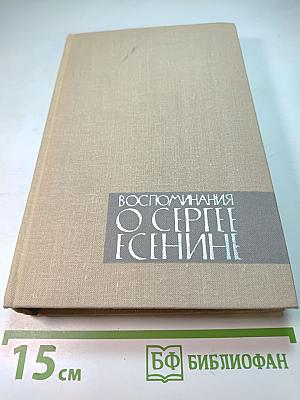 ВОСПОМИНАНИЯ
О СЕРГЕЕ
ЕСЕНИНЕ
15 см
БФ БИБЛИОФАН